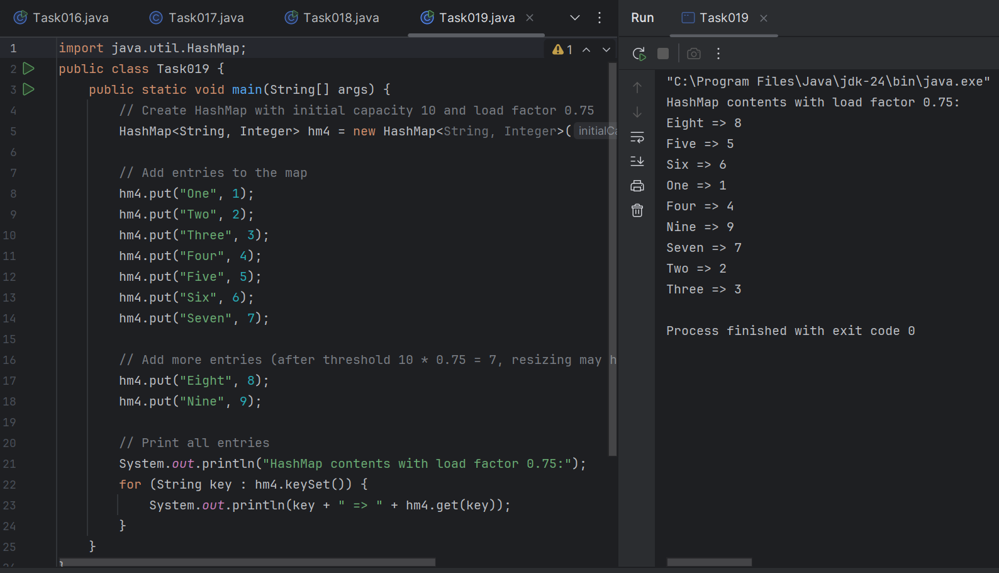 Task016.java Task017.java Task018.java Task019.java
1 import java.util.HashMap;
1
2 public class Task019 {
3 public static void main(String[] args) {
4 // Create HashMap with initial capacity 10 and load factor 0.75
5 HashMap<String, Integer> hm4 = new HashMap<String, Integer>( initialCa
6
7 // Add entries to the map
8 hm4.put("One", 1);
9 hm4.put("Two", 2);
10 hm4.put("Three", 3);
11 hm4.put("Four", 4);
12 hm4.put("Five", 5);
13 hm4.put("Six", 6);
14 hm4.put("Seven", 7);
15
16 // Add more entries (after threshold 10 * 0.75 = 7, resizing may h
17 hm4.put("Eight", 8);
18 hm4.put("Nine", 9);
19
20 // Print all entries
21 System.out.println("HashMap contents with load factor 0.75:");
22 for (String key : hm4.keySet()) {
23 System.out.println(key + " => " + hm4.get(key));
24 }
25 }
Run Task019
"C:\Program Files\Java\jdk-24\bin\java.exe"
HashMap contents with load factor 0.75:
Eight => 8
Five => 5
Six => 6
One => 1
Four => 4
Nine => 9
Seven => 7
Two => 2
Three => 3
Process finished with exit code 0